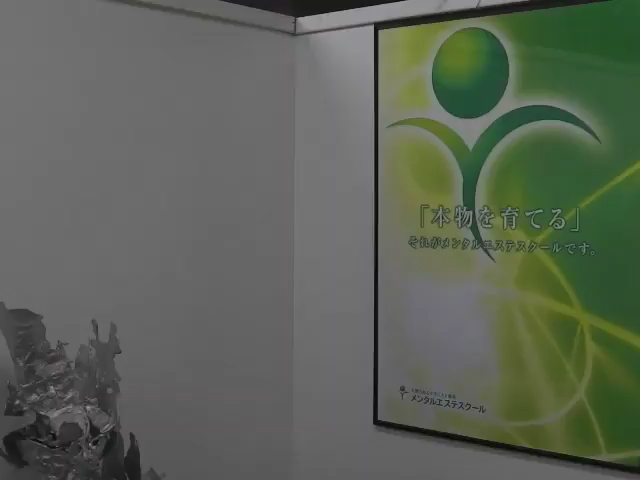 「本物を育てる」
それがメンタルエステスクールです。
メンタルエステスクール